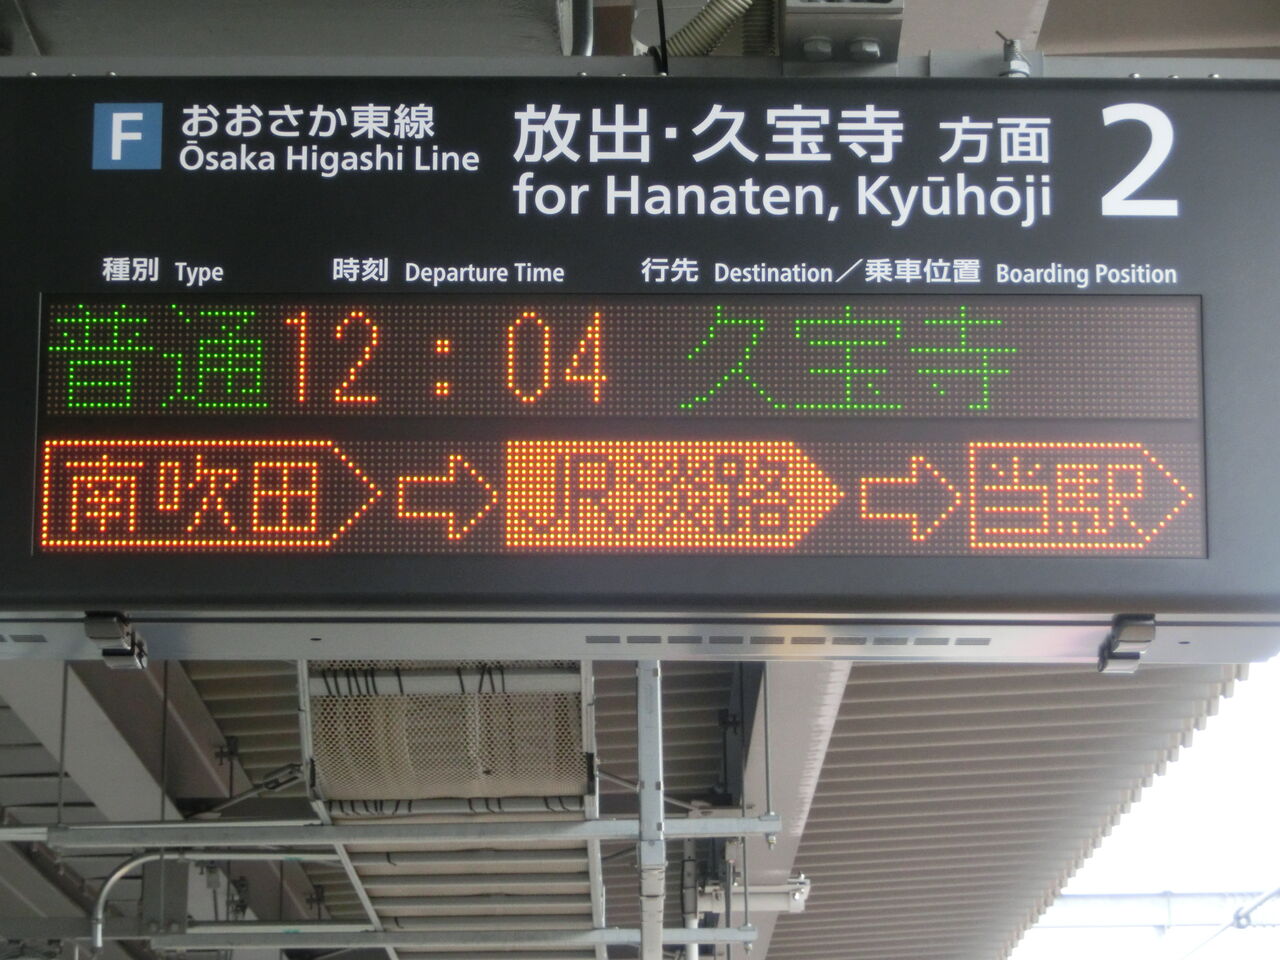 F おおさか東線 放出・久宝寺 方面 2
Ōsaka Higashi Line for Hanaten, Kyūhōji
種別 Type 時刻 Departure Time 行先 Destination／乗車位置 Boarding Position
普通 12:04 久宝寺
南吹田 ⇨ JR淡路 ⇨ 当駅